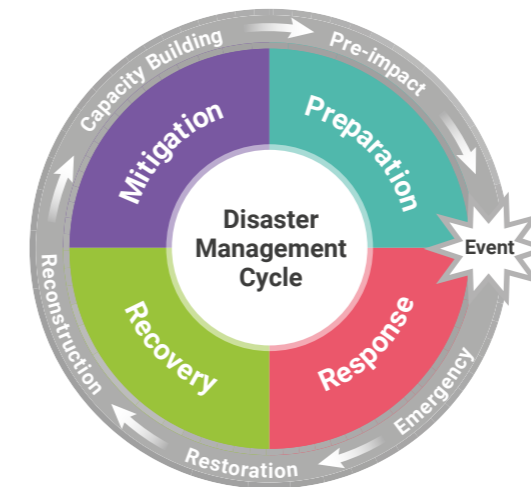 Capacity Building
Pre-impact
Mitigation
Preparation
Disaster
Management
Cycle
Event
Reconstruction
Recovery
Response
Emergency
Restoration